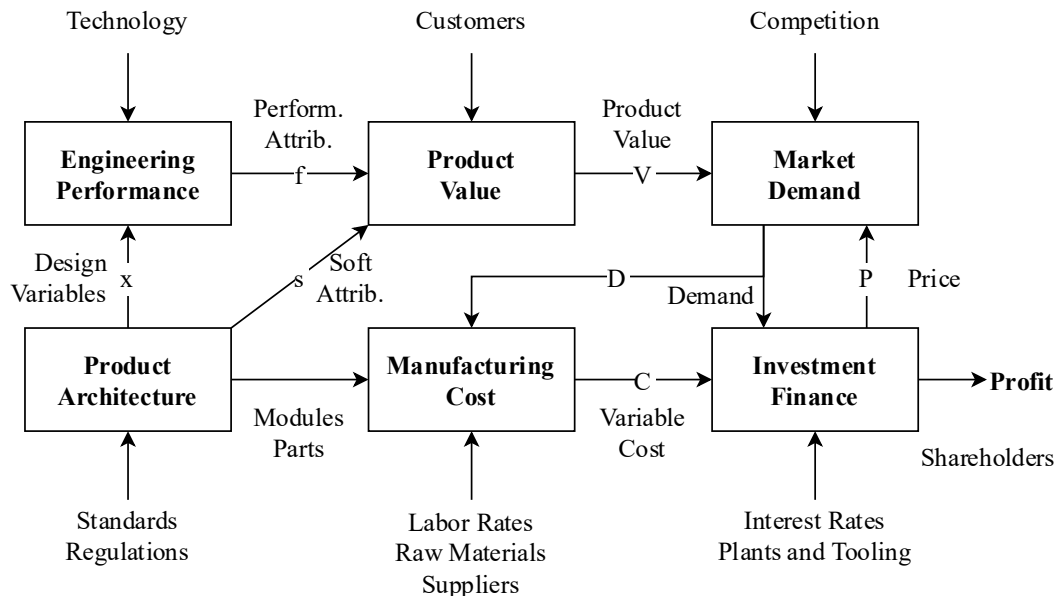 Technology
Customers
Competition
Perform.
Attrib.
Product
Value
Engineering
Performance
f
Product
Value
V
Market
Demand
Design
Variables
x
s
Soft
Attrib.
D
Demand
P
Price
Product
Architecture
Manufacturing
Cost
C
Investment
Finance
Profit
Modules
Parts
Variable
Cost
Shareholders
Standards
Regulations
Labor Rates
Raw Materials
Suppliers
Interest Rates
Plants and Tooling